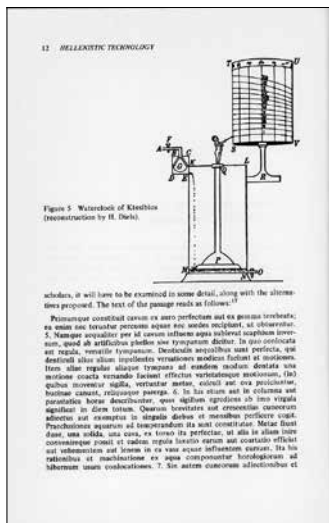 12 HELLENISTIC TECHNOLOGY
T U
F
A
B C
G K L
D E
S V
R
P
M N O
Figure 5 Waterclock of Ktesibios
(reconstruction by H. Diels).
scholars, it will have to be examined in some detail, along with the alterna-
tives proposed. The text of the passage reads as follows:17
Primumque constituit cavum ex auro perfectum aut ex gemma terebrata;
ea enim nec teruntur percussu aquae nec sordes recipiunt, ut obturentur.
5. Namque aequaliter per id cavum influens aqua sublevat scaphium inver-
sum, quod ab artificibus phellos sive tympanum dicitur. In quo conlocata
est regula, versatile tympanum. Denticulis aequalibus sunt perfecta, qui
denticuli alius alium impellentes versationes modicas faciunt et motiones.
Item aliae regulae aliaque tympana ad eundem modum dentata una
motione coacta versando faciunt effectus varietatesque motionum, (in)
quibus moventur sigilla, vertuntur metae, calculi aut ova proiciuntur,
bucinae canunt, reliquaque parerga. 6. In his etiam aut in columna aut
parastatica horae describuntur, quas sigillum egrediens ab imo virgula
significat in diem totum. Quarum brevitates aut crescentias cuneorum
adiectus aut exemptus in singulis diebus et mensibus perficere cogit.
Praeclusiones aquarum ad temperandum ita sunt constitutae. Metae fiunt
duae, una solida, una cava, ex torno ita perfectae, ut alia in aliam inire
convenireque possit et eadem regula laxatio earum aut coartatio efficiat
aut vehementem aut lenem in ea vasa aquae influentem cursum. Ita his
rationibus et machinatione ex aqua componuntur horologiorum ad
hibernum usum conlocationes. 7. Sin autem cuneorum adiectionibus et